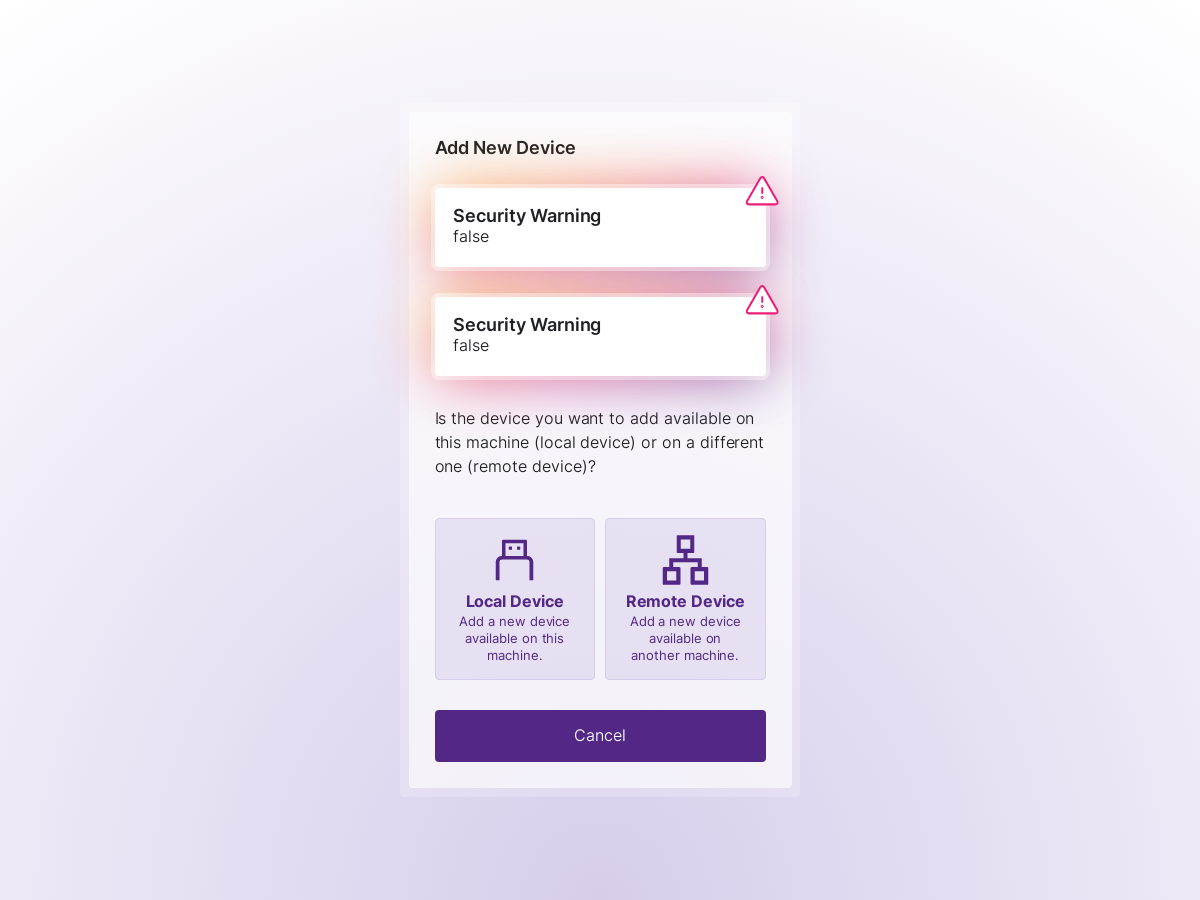 Add New Device
Security Warning
false
Security Warning
false
Is the device you want to add available on
this machine (local device) or on a different
one (remote device)?
Local Device
Add a new device
available on this
machine.
Remote Device
Add a new device
available on
another machine.
Cancel